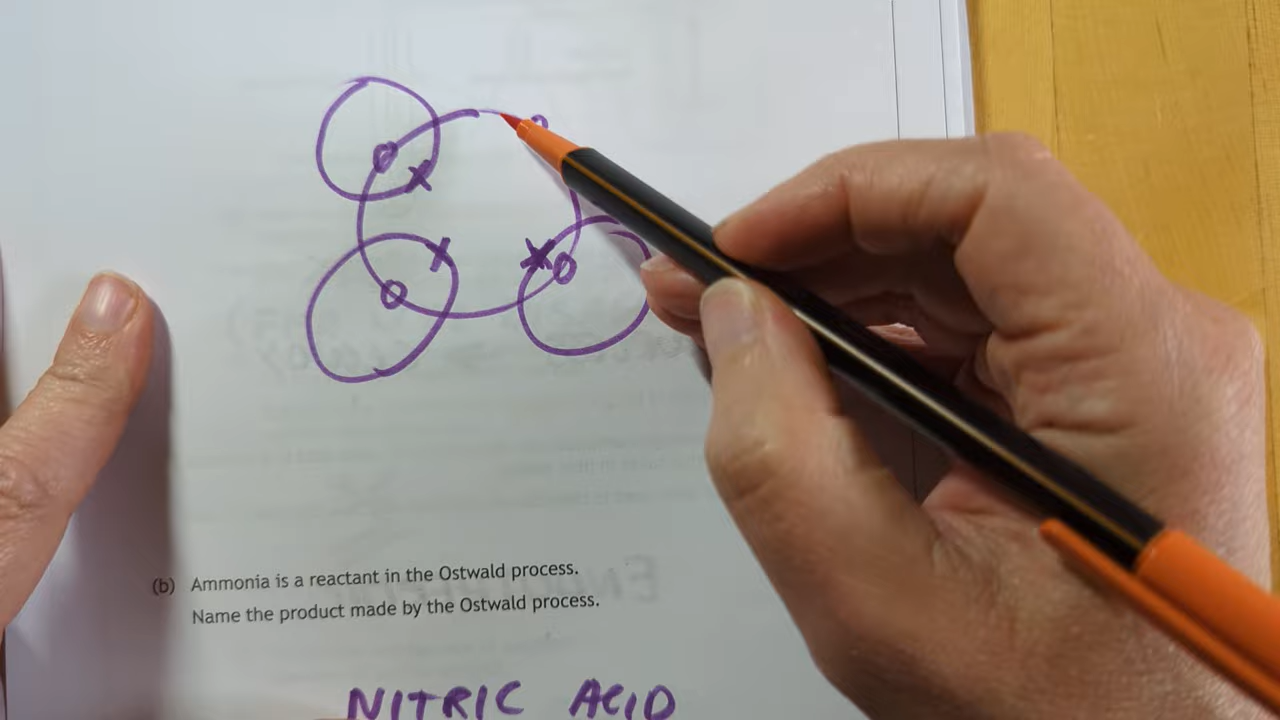 (b) Ammonia is a reactant in the Ostwald process.
Name the product made by the Ostwald process.
NITRIC ACID